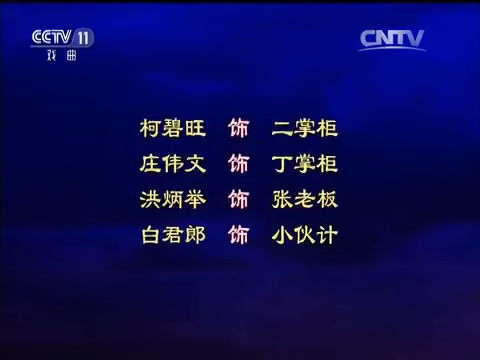 CCTV 11
戏曲
CNTV
柯碧旺 饰 二掌柜
庄伟文 饰 丁掌柜
洪炳举 饰 张老板
白君郎 饰 小伙计